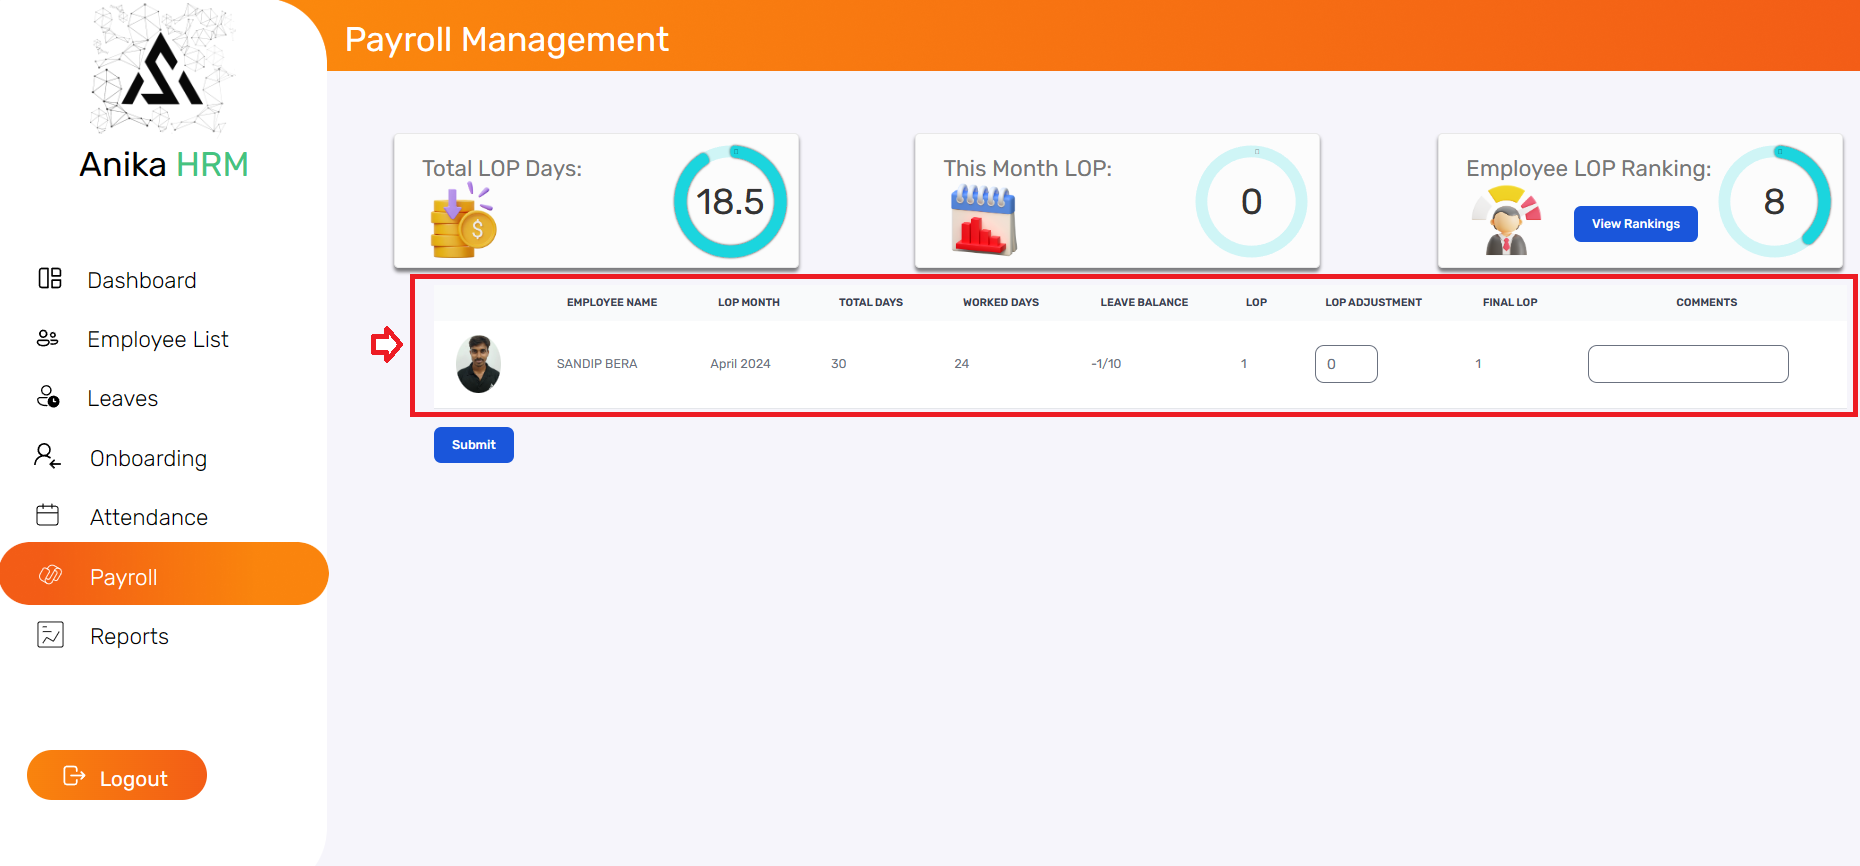 Payroll Management
Anika HRM
Dashboard
Employee List
Leaves
Onboarding
Attendance
Payroll
Reports
Logout
Total LOP Days:
18.5
This Month LOP:
0
Employee LOP Ranking:
View Rankings
8
EMPLOYEE NAME LOP MONTH TOTAL DAYS WORKED DAYS LEAVE BALANCE LOP LOP ADJUSTMENT FINAL LOP COMMENTS
SANDIP BERA April 2024 30 24 -1/10 1 0 1
Submit